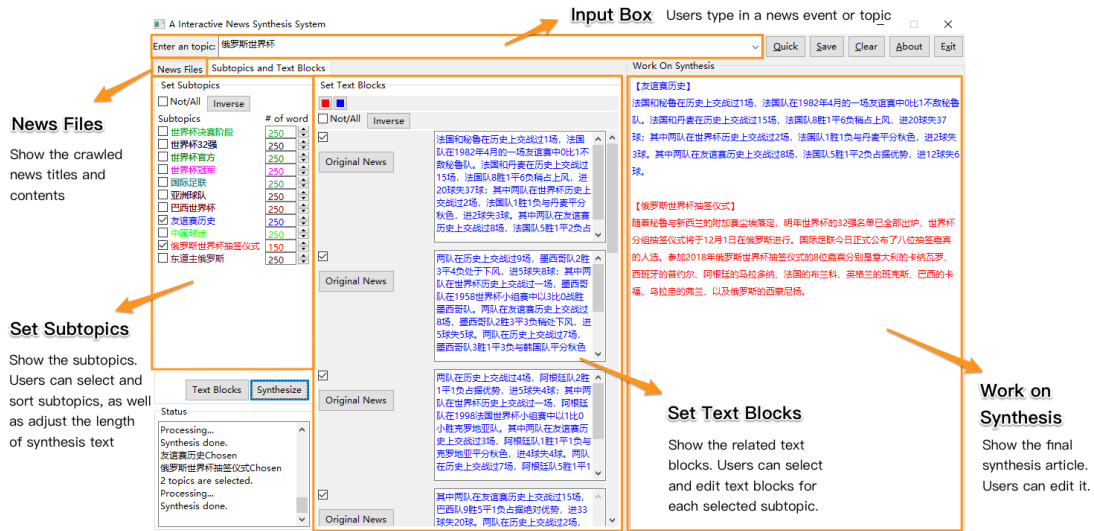 Input Box Users type in a news event or topic
A Interactive News Synthesis System
Enter an topic: 俄罗斯世界杯
Quick Save Clear About Exit
News Files Subtopics and Text Blocks
Work On Synthesis
Set Subtopics
Not/All Inverse
Subtopics # of word
世界杯决赛阶段 250
世界杯32强 250
世界杯官方 250
世界杯冠军 250
国际足联 250
亚洲球队 250
巴西世界杯 250
友谊赛历史 250
中国球迷 250
俄罗斯世界杯抽签仪式 150
东道主俄罗斯 250
Text Blocks Synthesize
Status
Processing...
Synthesis done.
友谊赛历史Chosen
俄罗斯世界杯抽签仪式Chosen
2 topics are selected.
Processing...
Synthesis done.
Set Text Blocks
Not/All Inverse
Original News
法国和秘鲁在历史上交战过1场，法国
队在1982年4月的一场友谊赛中0比1不
敌秘鲁队。法国和丹麦在历史上交战过
15场，法国8胜1平6负稍占上风，进
20球失37球；其中两队在世界杯历史上
交战过2场，法国队1胜1负与丹麦平分
秋色，进2球失3球。其中两队在友谊赛
历史上交战过8场，法国队5胜1平2负占
Original News
两队在历史上交战过9场，墨西哥队2胜
3平4负处于下风，进5球失8球；其中两
队在世界杯历史上交战过一场，墨西哥
队在1958世界杯小组赛中以3比0战胜
墨西哥队。两队在友谊赛历史上交战过
8场，墨西哥队2胜3平3负稍处下风，进
5球失5球。两队在历史上交战过7场，
墨西哥队3胜1平3负与韩国队平分秋色
Original News
两队在历史上交战过4场，阿根廷队2胜
1平1负占据优势，进5球失4球；其中两
队在世界杯历史上交战过一场，阿根廷
队在1998法国世界杯小组赛中以1比0
小胜克罗地亚队。其中两队在友谊赛历
史上交战过3场，阿根廷队1胜1平1负与
克罗地亚平分秋色，进4球失4球。两队
在历史上交战过7场，阿根廷队5胜1平1
Original News
其中两队在友谊赛历史上交战过15场，
巴西队9胜5平1负占据绝对优势，进33
球失20球。两队在历史上交战过2场，
【友谊赛历史】
法国和秘鲁在历史上交战过1场，法国队在1982年4月的一场友谊赛中0比1不敌秘鲁
队。法国和丹麦在历史上交战过15场，法国队8胜1平6负稍占上风，进20球失37
球；其中两队在世界杯历史上交战过2场，法国队1胜1负与丹麦平分秋色，进2球失
3球。其中两队在友谊赛历史上交战过8场，法国队5胜1平2负占据优势，进12球失6
球。
【俄罗斯世界杯抽签仪式】
随着秘鲁与新西兰的附加赛尘埃落定，明年世界杯的32强名单已全部出炉，世界杯
分组抽签仪式将于12月1日在俄罗斯进行。国际足联今日正式公布了八位抽签嘉宾
的人选。参加2018年俄罗斯世界杯抽签仪式的8位嘉宾分别是意大利的卡纳瓦罗、
西班牙的普约尔、阿根廷的马拉多纳、法国的布兰科、英格兰的班克斯、巴西的卡
福、乌拉圭的弗兰、以及俄罗斯的西蒙尼扬。
News Files
Show the crawled
news titles and
contents
Set Subtopics
Show the subtopics.
Users can select and
sort subtopics, as well
as adjust the length
of synthesis text
Set Text Blocks
Show the related text
blocks. Users can select
and edit text blocks for
each selected subtopic.
Work on
Synthesis
Show the final
synthesis article.
Users can edit it.